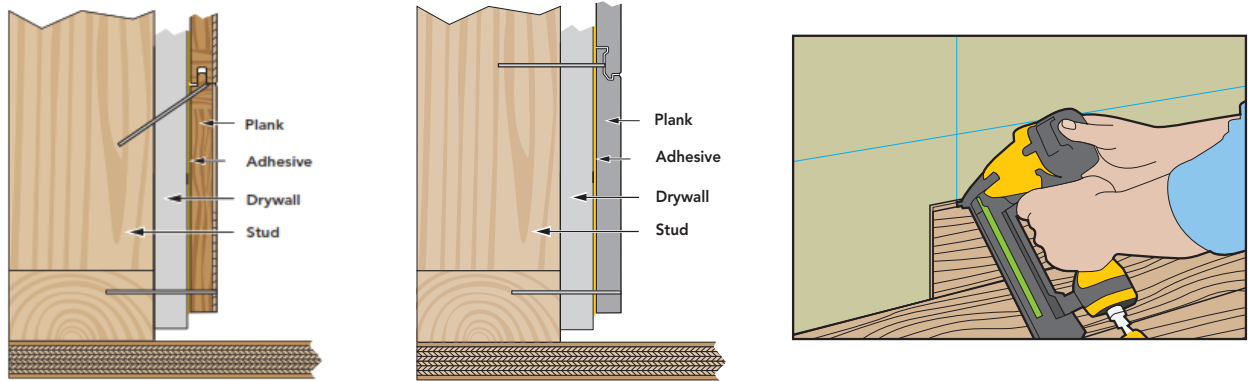 Plank
Adhesive
Drywall
Stud
Plank
Adhesive
Drywall
Stud